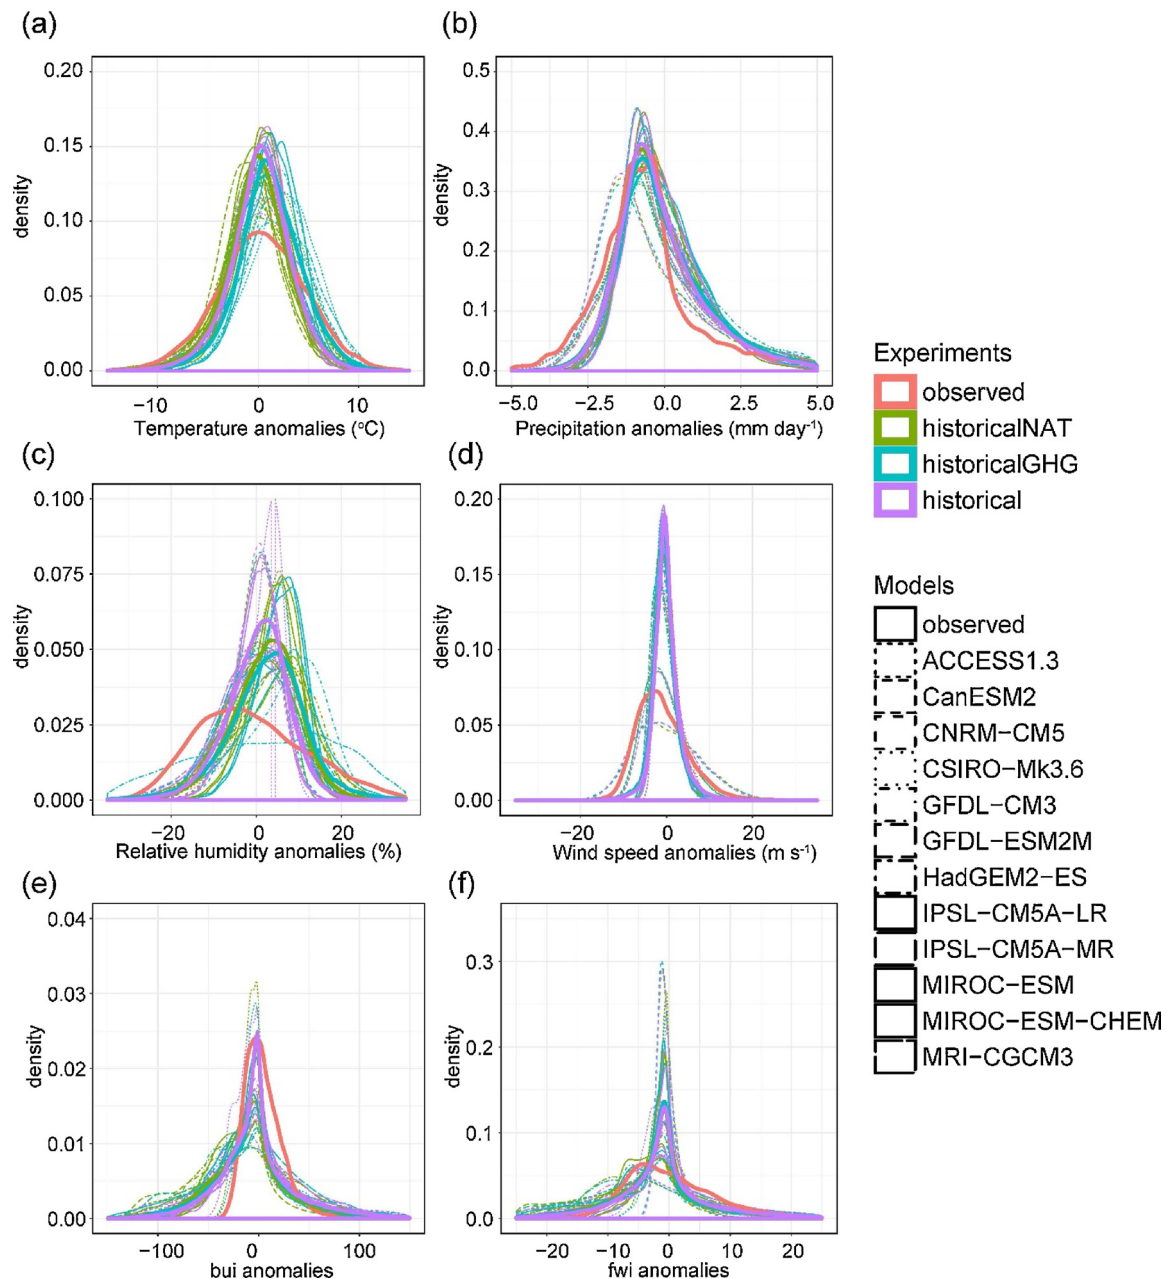 (a)
0.20
0.15
0.10
0.05
0.00
density
−10 0 10
Temperature anomalies (°C)
(b)
0.5
0.4
0.3
0.2
0.1
0.0
density
−5.0 −2.5 0.0 2.5 5.0
Precipitation anomalies (mm day⁻¹)
(c)
0.100
0.075
0.050
0.025
0.000
density
−20 0 20
Relative humidity anomalies (%)
(d)
0.20
0.15
0.10
0.05
0.00
density
−20 0 20
Wind speed anomalies (m s⁻¹)
(e)
0.04
0.03
0.02
0.01
0.00
density
−100 0 100
bui anomalies
(f)
0.3
0.2
0.1
0.0
density
−20 −10 0 10 20
fwi anomalies
Experiments
observed
historicalNAT
historicalGHG
historical
Models
observed
ACCESS1.3
CanESM2
CNRM−CM5
CSIRO−Mk3.6
GFDL−CM3
GFDL−ESM2M
HadGEM2−ES
IPSL−CM5A−LR
IPSL−CM5A−MR
MIROC−ESM
MIROC−ESM−CHEM
MRI−CGCM3